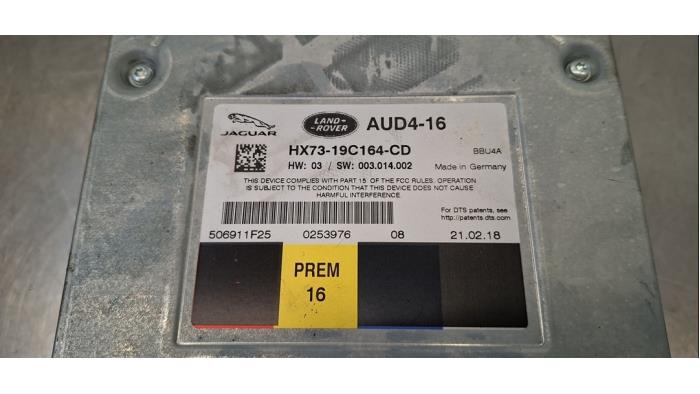 JAGUAR
LAND-
-ROVER
AUD4-16
HX73-19C164-CD
BBU4A
HW: 03 / SW: 003.014.002
Made in Germany
THIS DEVICE COMPLIES WITH PART 15 OF THE FCC RULES. OPERATION
IS SUBJECT TO THE CONDITION THAT THIS DEVICE DOES NOT CAUSE
HARMFUL INTERFERENCE.
For DTS patents, see
http://patents.dts.com
506911F25 0253976 08 21.02.18
PREM
16